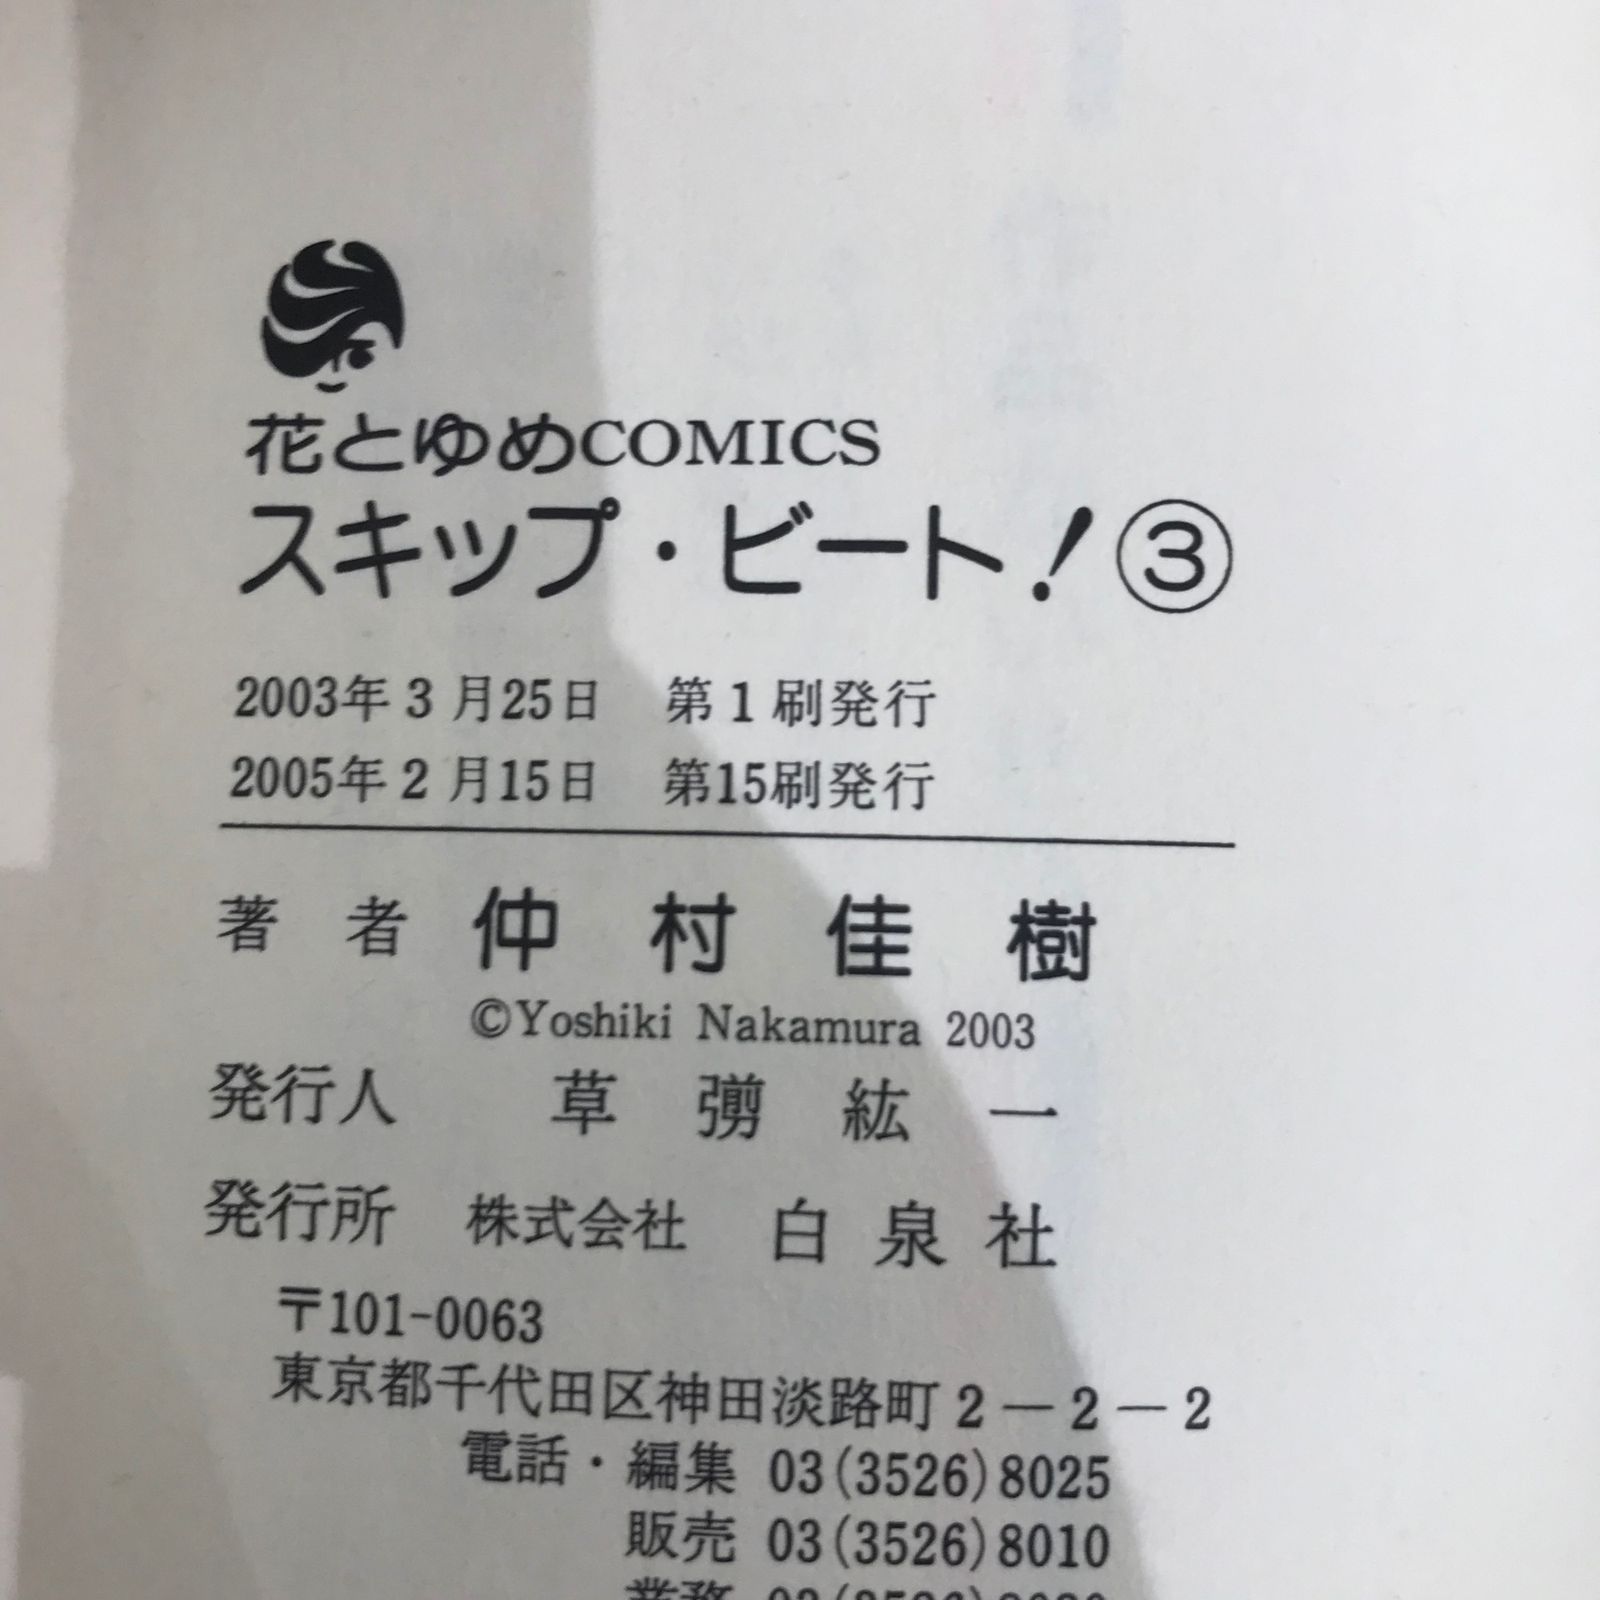 花とゆめCOMICS
スキップ・ビート!③
2003年3月25日 第1刷発行
2005年2月15日 第15刷発行
著者 仲村佳樹
©Yoshiki Nakamura 2003
発行人 草彅紘一
発行所 株式会社 白泉社
〒101-0063
東京都千代田区神田淡路町2－2－2
電話・編集 03(3526)8025
販売 03(3526)8010
業務